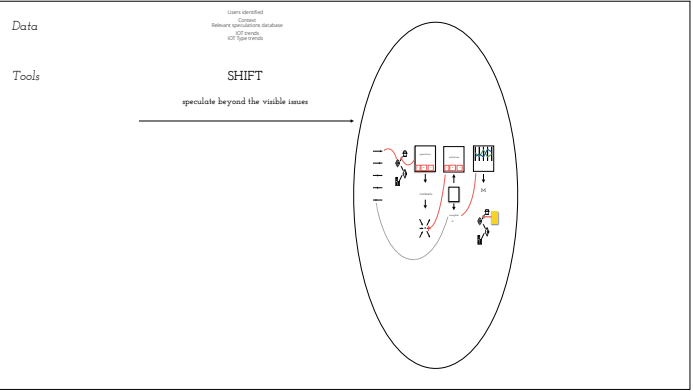 Data
Users identified
Context
Relevant speculations database
IOT trends
IOT Type trends
Tools
SHIFT
speculate beyond the visible issues